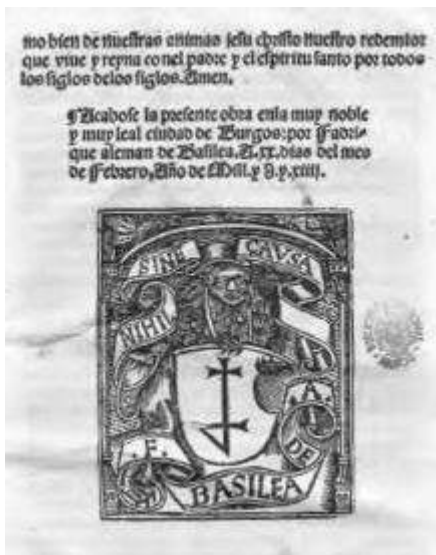 mo bien de nuestras animas jesu christo nuestro redemtor
que viue y reyna con el padre y el espiritu santo por todos
los siglos delos siglos. Amen.
¶ Acabose la presente obra enla muy noble
y muy leal ciudad de Burgos: por Fadri-
que aleman de Basilea. A. xx. dias del mes
de Febrero, Año de Mill. y D. y. xiiij.
NIHIL
SINE
CAVSA
.F.
A.
DE
BASILEA